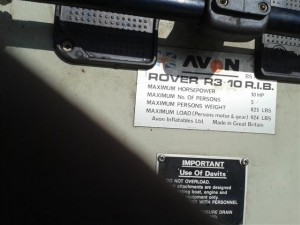 AVON
ROVER R3·10 R.I.B.
MAXIMUM HORSEPOWER 10 HP
MAXIMUM No. OF PERSONS 5
MAXIMUM PERSONS WEIGHT 825 LBS
MAXIMUM LOAD (Persons motor & gear) 924 LBS
Avon Inflatables Ltd. Made in Great Britain
IMPORTANT
Use Of Davits
DO NOT OVERLOAD.
attachments are designed
boat, engine and
equipment only.
WITH PERSONNEL
DRAIN